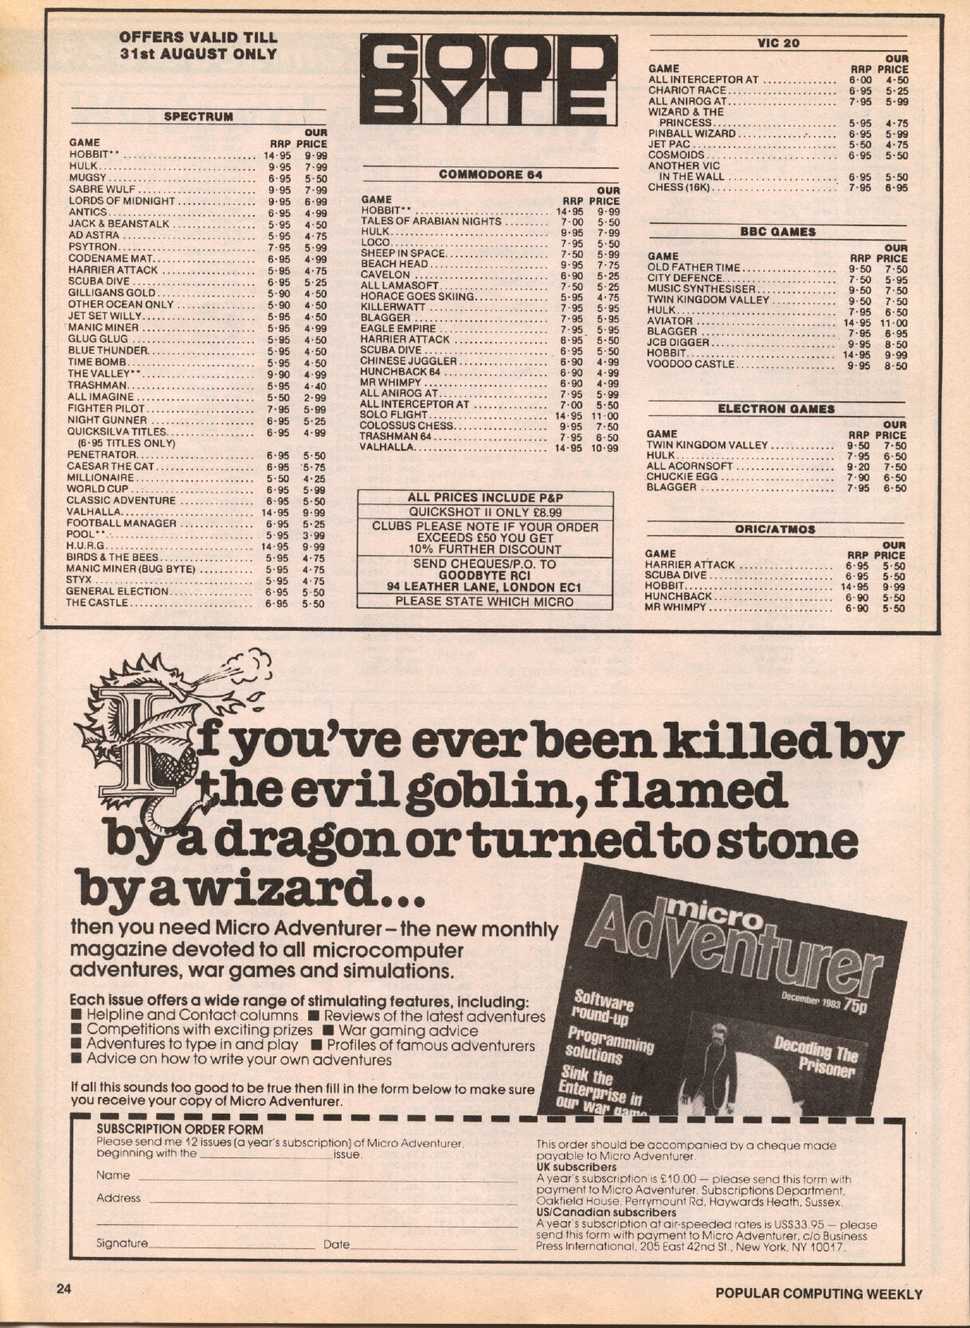 OFFERS VALID TILL
31st AUGUST ONLY
SPECTRUM
OUR
GAME RRP PRICE
HOBBIT** 14·95 9·99
HULK 9·95 7·99
MUGSY 6·95 5·50
SABRE WULF 9·95 7·99
LORDS OF MIDNIGHT 9·95 6·99
ANTICS 6·95 4·99
JACK & BEANSTALK 5·95 4·50
AD ASTRA 5·95 4·75
PSYTRON 7·95 5·99
CODENAME MAT 6·95 4·99
HARRIER ATTACK 5·95 4·75
SCUBA DIVE 6·95 5·25
GILLIGANS GOLD 5·90 4·50
OTHER OCEAN ONLY 5·90 4·50
JET SET WILLY 5·95 4·50
MANIC MINER 5·95 4·99
GLUG GLUG 5·95 4·50
BLUE THUNDER 5·95 4·50
TIME BOMB 5·95 4·50
THE VALLEY** 9·90 4·99
TRASHMAN 5·95 4·40
ALL IMAGINE 5·50 2·99
FIGHTER PILOT 7·95 5·99
NIGHT GUNNER 6·95 5·25
QUICKSILVA TITLES 6·95 4·99
(6·95 TITLES ONLY)
PENETRATOR 6·95 5·50
CAESAR THE CAT 6·95 5·75
MILLIONAIRE 5·50 4·25
WORLD CUP 6·95 5·99
CLASSIC ADVENTURE 6·95 5·50
VALHALLA 14·95 9·99
FOOTBALL MANAGER 6·95 5·25
POOL** 5·95 3·99
H.U.R.G. 14·95 9·99
BIRDS & THE BEES 5·95 4·75
MANIC MINER (BUG BYTE) 5·95 4·75
STYX 5·95 4·75
GENERAL ELECTION 6·95 5·50
THE CASTLE 6·95 5·50
GOOD
BYTE
COMMODORE 64
OUR
GAME RRP PRICE
HOBBIT** 14·95 9·99
TALES OF ARABIAN NIGHTS 7·00 5·50
HULK 9·95 7·99
LOCO 7·95 5·50
SHEEP IN SPACE 7·50 5·99
BEACH HEAD 9·95 7·75
CAVELON 6·90 5·25
ALL LAMASOFT 7·50 5·25
HORACE GOES SKIING 5·95 4·75
KILLERWATT 7·95 5·95
BLAGGER 7·95 5·95
EAGLE EMPIRE 7·95 5·95
HARRIER ATTACK 6·95 5·50
SCUBA DIVE 6·95 5·50
CHINESE JUGGLER 6·90 4·99
HUNCHBACK 64 6·90 4·99
MR WHIMPY 6·90 4·99
ALL ANIROG AT 7·95 5·99
ALL INTERCEPTOR AT 7·00 5·50
SOLO FLIGHT 14·95 11·00
COLOSSUS CHESS 9·95 7·50
TRASHMAN 64 7·95 6·50
VALHALLA 14·95 10·99
ALL PRICES INCLUDE P&P
QUICKSHOT II ONLY £8.99
CLUBS PLEASE NOTE IF YOUR ORDER
EXCEEDS £50 YOU GET
10% FURTHER DISCOUNT
SEND CHEQUES/P.O. TO
GOODBYTE RCI
94 LEATHER LANE, LONDON EC1
PLEASE STATE WHICH MICRO
VIC 20
OUR
GAME RRP PRICE
ALL INTERCEPTOR AT 6·00 4·50
CHARIOT RACE 6·95 5·25
ALL ANIROG AT 7·95 5·99
WIZARD & THE
PRINCESS 5·95 4·75
PINBALL WIZARD 6·95 5·99
JET PAC 5·50 4·75
COSMOIDS 6·95 5·50
ANOTHER VIC
IN THE WALL 6·95 5·50
CHESS (16K) 7·95 6·95
BBC GAMES
OUR
GAME RRP PRICE
OLD FATHER TIME 9·50 7·50
CITY DEFENCE 7·50 5·95
MUSIC SYNTHESISER 9·50 7·50
TWIN KINGDOM VALLEY 9·50 7·50
HULK 7·95 6·50
AVIATOR 14·95 11·00
BLAGGER 7·95 6·95
JCB DIGGER 9·95 8·50
HOBBIT 14·95 9·99
VOODOO CASTLE 9·95 8·50
ELECTRON GAMES
OUR
GAME RRP PRICE
TWIN KINGDOM VALLEY 9·50 7·50
HULK 7·95 6·50
ALL ACORNSOFT 9·20 7·50
CHUCKIE EGG 7·90 6·50
BLAGGER 7·95 6·50
ORIC/ATMOS
OUR
GAME RRP PRICE
HARRIER ATTACK 6·95 5·50
SCUBA DIVE 6·95 5·50
HOBBIT 14·95 9·99
HUNCHBACK 6·90 5·50
MR WHIMPY 6·90 5·50
If you've ever been killed by
the evil goblin, flamed
by a dragon or turned to stone
by a wizard...
then you need Micro Adventurer – the new monthly
magazine devoted to all microcomputer
adventures, war games and simulations.
Each issue offers a wide range of stimulating features, including:
■ Helpline and Contact columns ■ Reviews of the latest adventures
■ Competitions with exciting prizes ■ War gaming advice
■ Adventures to type in and play ■ Profiles of famous adventurers
■ Advice on how to write your own adventures
If all this sounds too good to be true then fill in the form below to make sure
you receive your copy of Micro Adventurer.
micro
Adventurer
December 1983 75p
Software
round-up
Programming
solutions
Sink the
Enterprise in
our war game
Decoding The
Prisoner
SUBSCRIPTION ORDER FORM
Please send me 12 issues (a year's subscription) of Micro Adventurer,
beginning with the issue.
Name
Address
Signature Date
This order should be accompanied by a cheque made
payable to Micro Adventurer.
UK subscribers
A year's subscription is £10.00 — please send this form with
payment to Micro Adventurer, Subscriptions Department,
Oakfield House, Perrymount Rd, Haywards Heath, Sussex.
US/Canadian subscribers
A year's subscription at air-speeded rates is US$33.95 — please
send this form with payment to Micro Adventurer, c/o Business
Press International, 205 East 42nd St., New York, NY 10017.
24
POPULAR COMPUTING WEEKLY